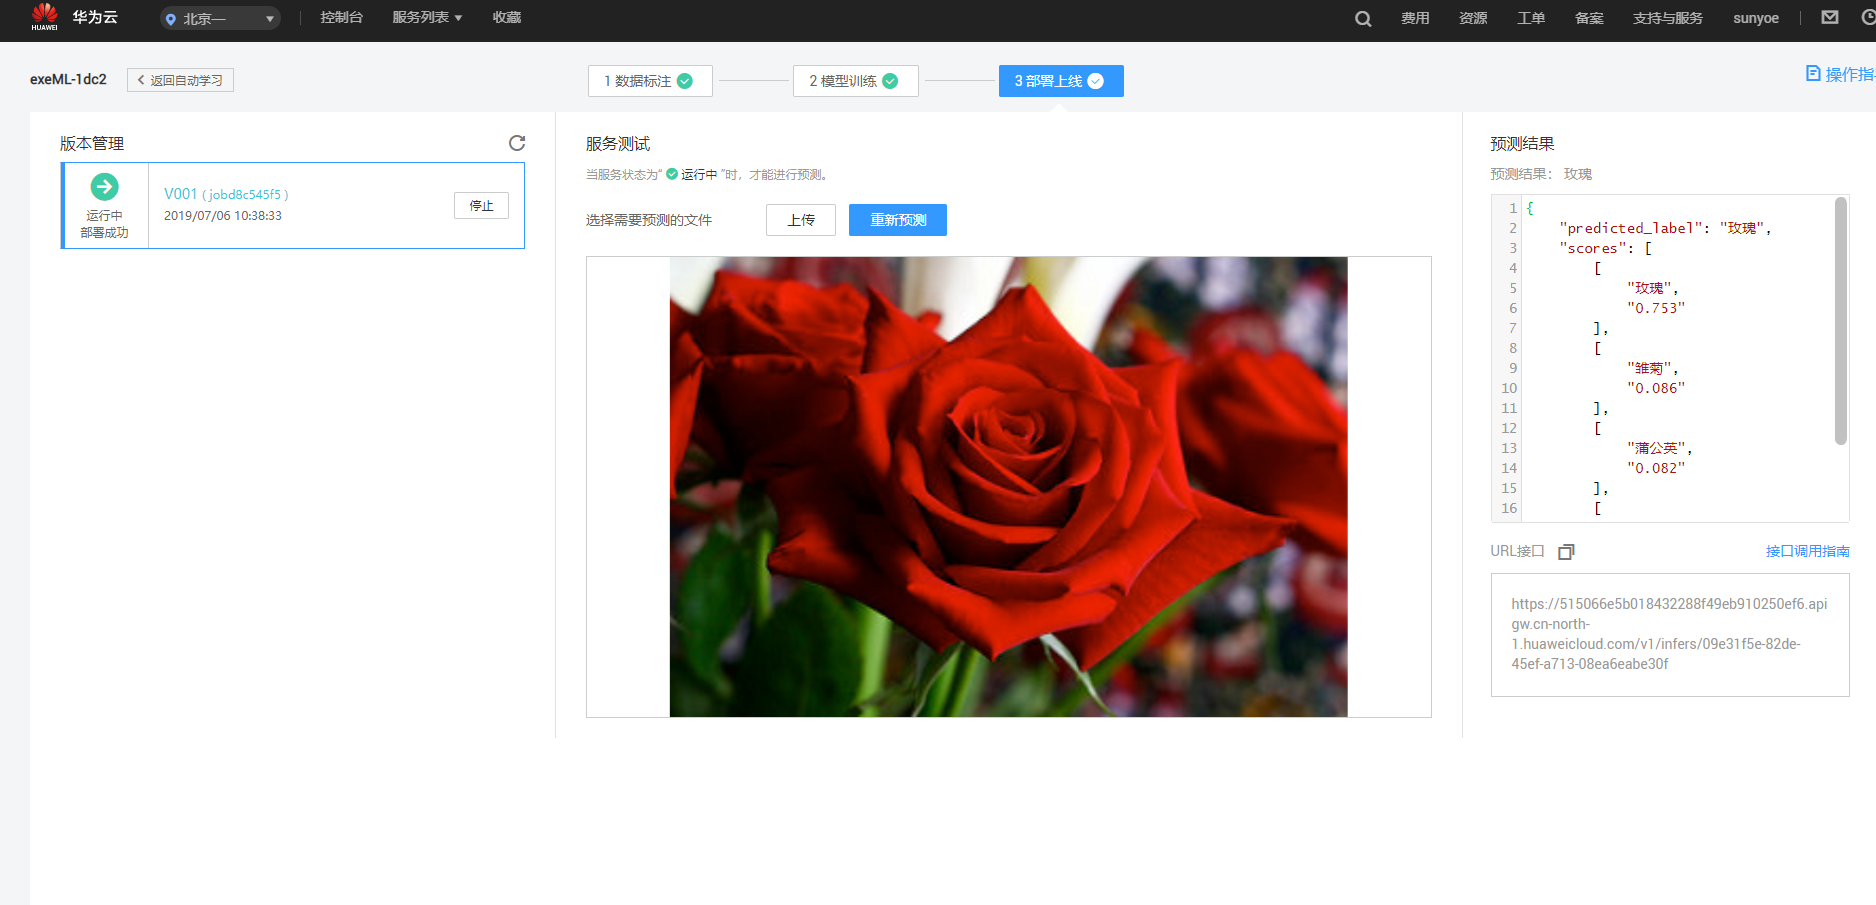 HUAWEI 华为云 北京一 控制台 服务列表 收藏 费用 资源 工单 备案 支持与服务 sunyoe
exeML-1dc2 返回自动学习 1 数据标注 2 模型训练 3 部署上线
版本管理
运行中
部署成功
V001 ( jobd8c545f5 )
2019/07/06 10:38:33
停止
服务测试
当服务状态为“ 运行中 ”时，才能进行预测。
选择需要预测的文件 上传 重新预测
预测结果
预测结果： 玫瑰
1 {
2 "predicted_label": "玫瑰",
3 "scores": [
4 [
5 "玫瑰",
6 "0.753"
7 ],
8 [
9 "雏菊",
10 "0.086"
11 ],
12 [
13 "蒲公英",
14 "0.082"
15 ],
16 [
URL接口 接口调用指南
https://515066e5b018432288f49eb910250ef6.api
gw.cn-north-
1.huaweicloud.com/v1/infers/09e31f5e-82de-
45ef-a713-08ea6eabe30f